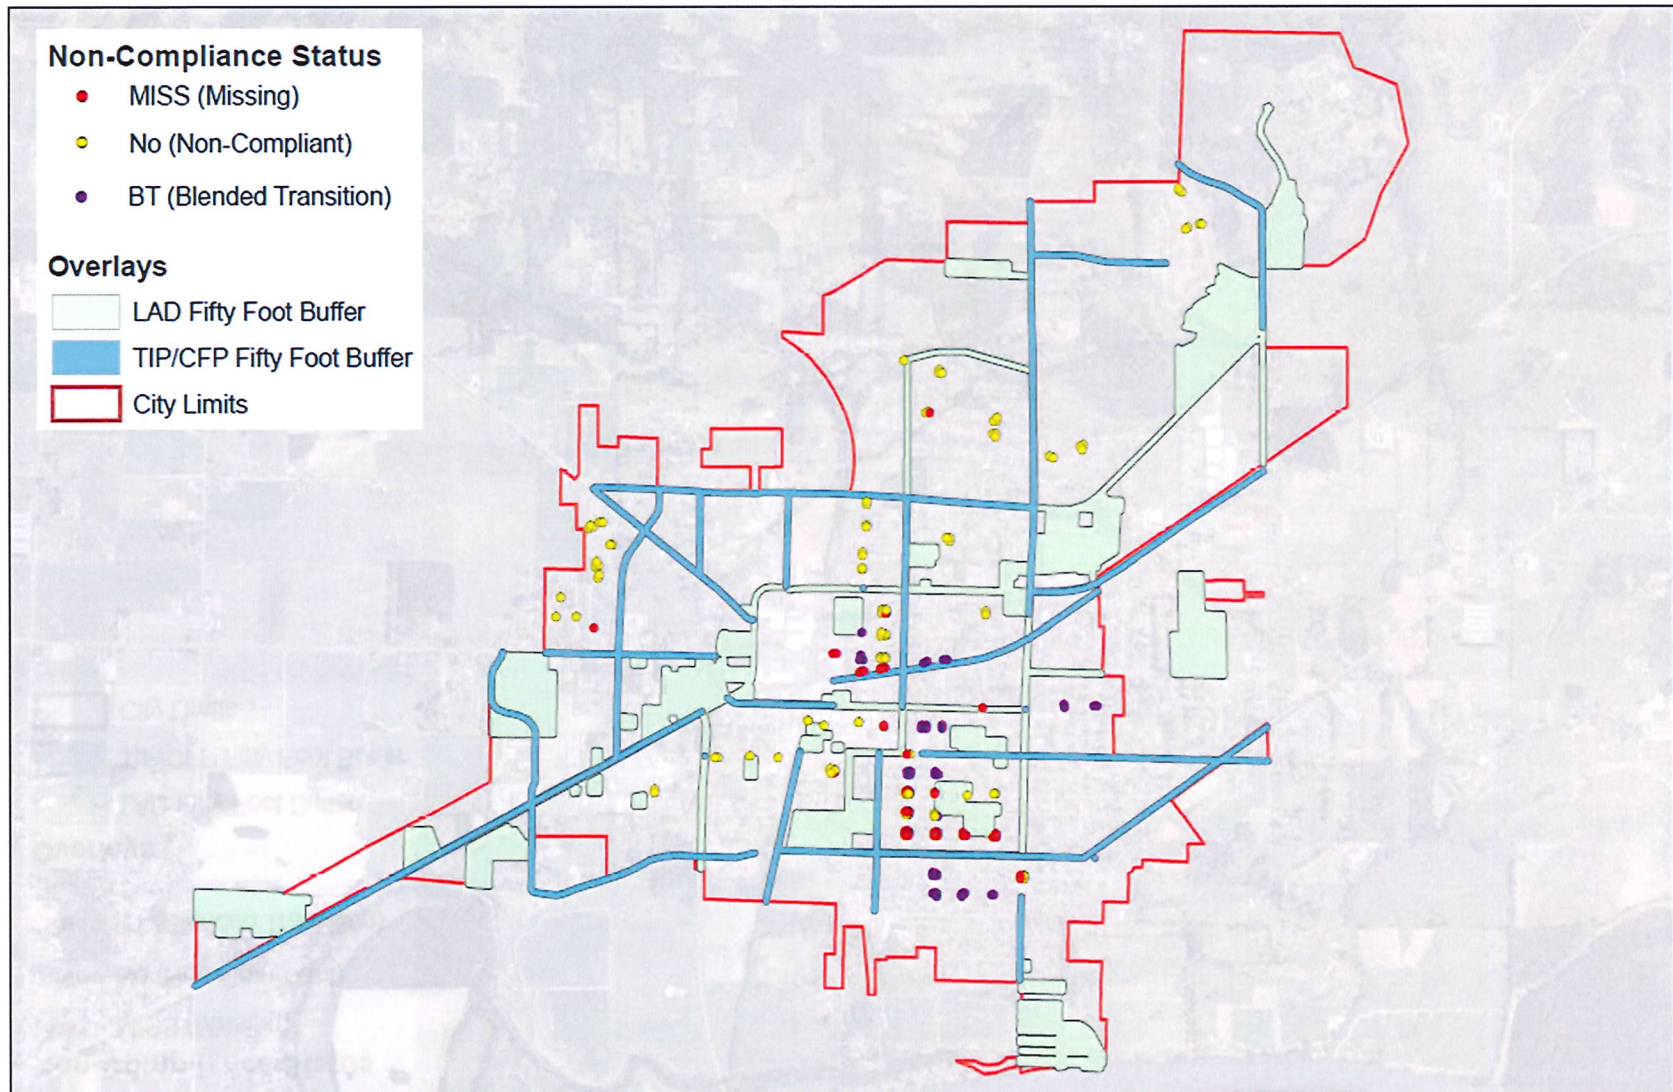 Non-Compliance Status
MISS (Missing)
No (Non-Compliant)
BT (Blended Transition)
Overlays
LAD Fifty Foot Buffer
TIP/CFP Fifty Foot Buffer
City Limits